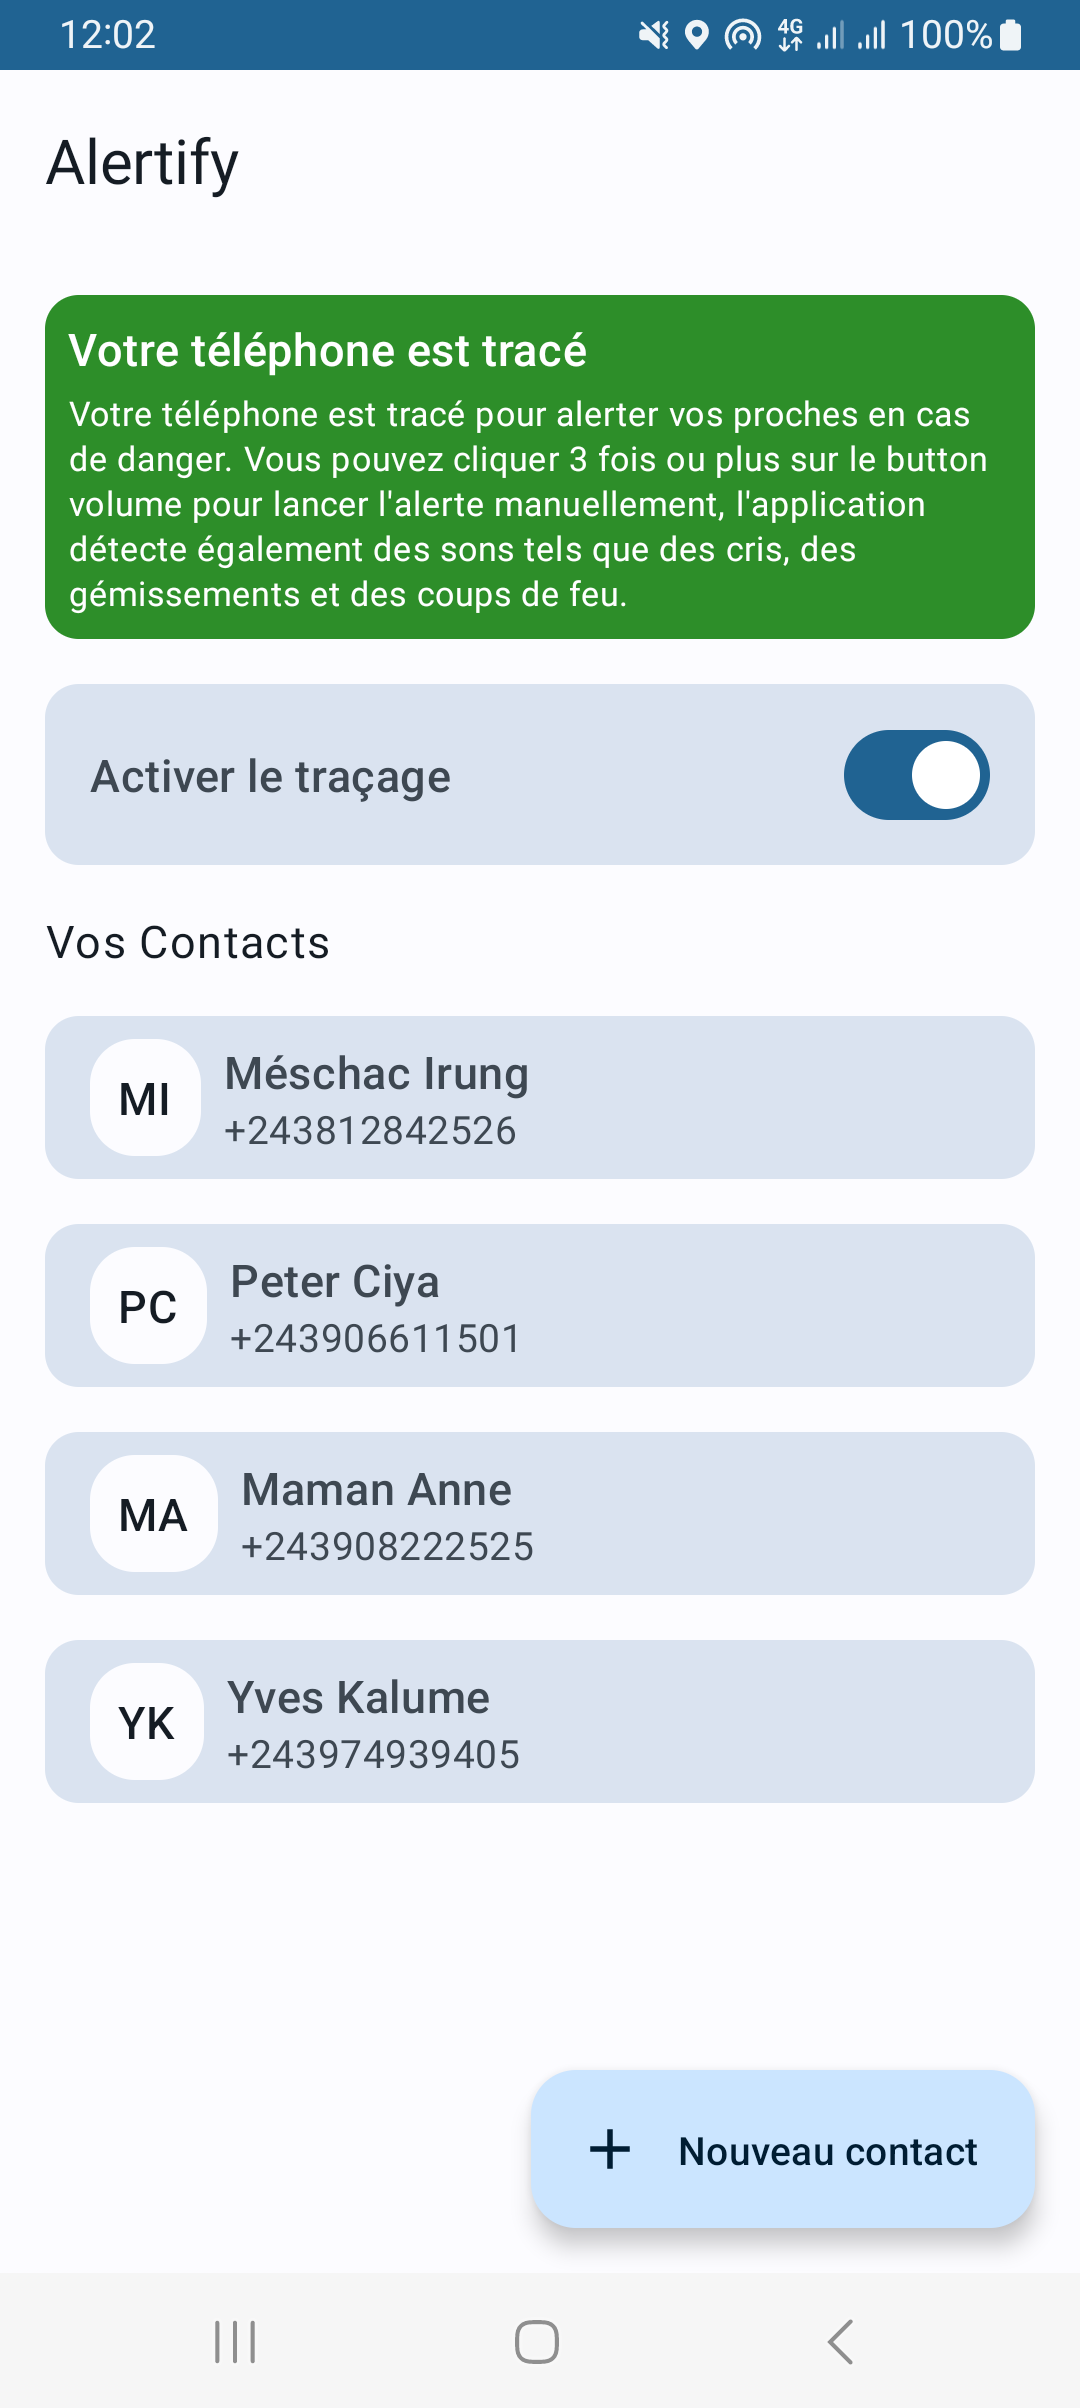 12:02
4G
100%
Alertify
Votre téléphone est tracé
Votre téléphone est tracé pour alerter vos proches en cas
de danger. Vous pouvez cliquer 3 fois ou plus sur le button
volume pour lancer l'alerte manuellement, l'application
détecte également des sons tels que des cris, des
gémissements et des coups de feu.
Activer le traçage
Vos Contacts
MI
Méschac Irung
+243812842526
PC
Peter Ciya
+243906611501
MA
Maman Anne
+243908222525
YK
Yves Kalume
+243974939405
Nouveau contact